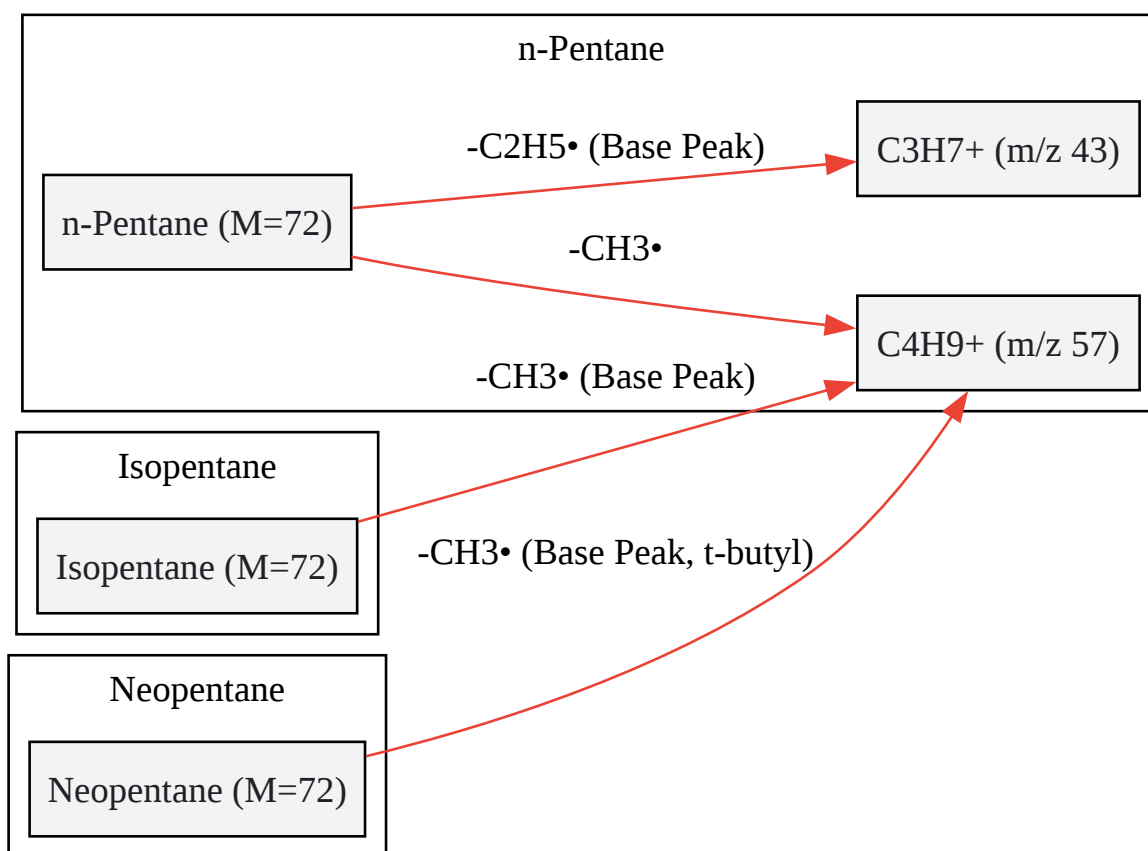 n-Pentane
-C2H5• (Base Peak)
C3H7+ (m/z 43)
n-Pentane (M=72)
-CH3•
C4H9+ (m/z 57)
-CH3• (Base Peak)
Isopentane
Isopentane (M=72)
-CH3• (Base Peak, t-butyl)
Neopentane
Neopentane (M=72)